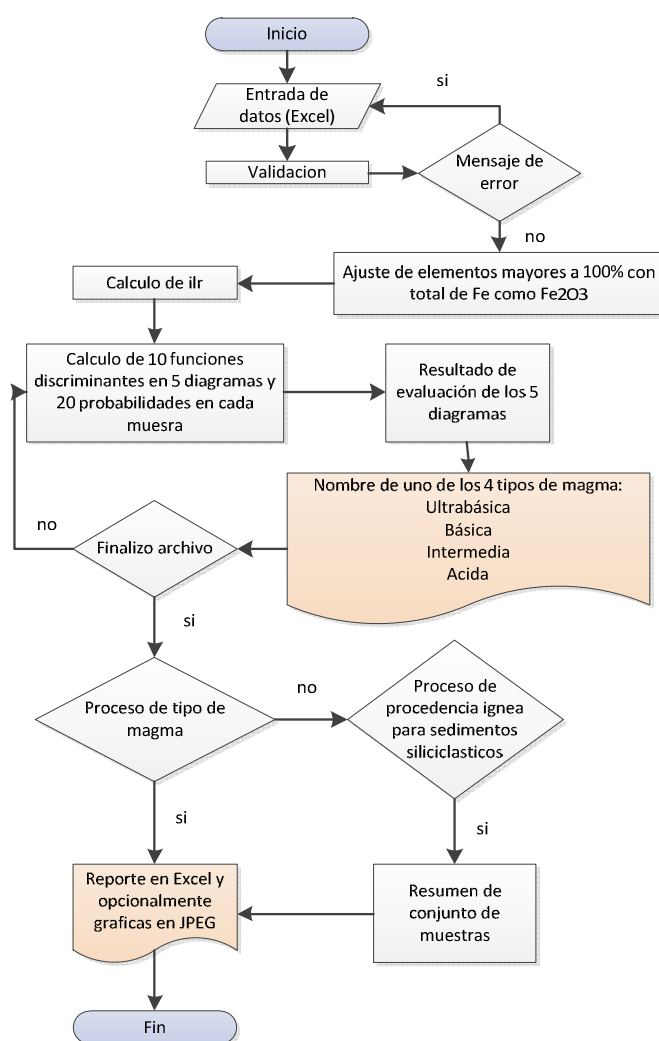 Inicio
Entrada de
datos (Excel)
si
Validacion
Mensaje de
error
no
Ajuste de elementos mayores a 100% con
total de Fe como Fe2O3
Calculo de ilr
Calculo de 10 funciones
discriminantes en 5 diagramas y
20 probabilidades en cada
muesra
Resultado de
evaluación de los 5
diagramas
Nombre de uno de los 4 tipos de magma:
Ultrabásica
Básica
Intermedia
Acida
no
Finalizo archivo
si
Proceso de tipo de
magma
no
Proceso de
procedencia ignea
para sedimentos
siliciclasticos
si
si
Reporte en Excel y
opcionalmente
graficas en JPEG
Resumen de
conjunto de
muestras
Fin